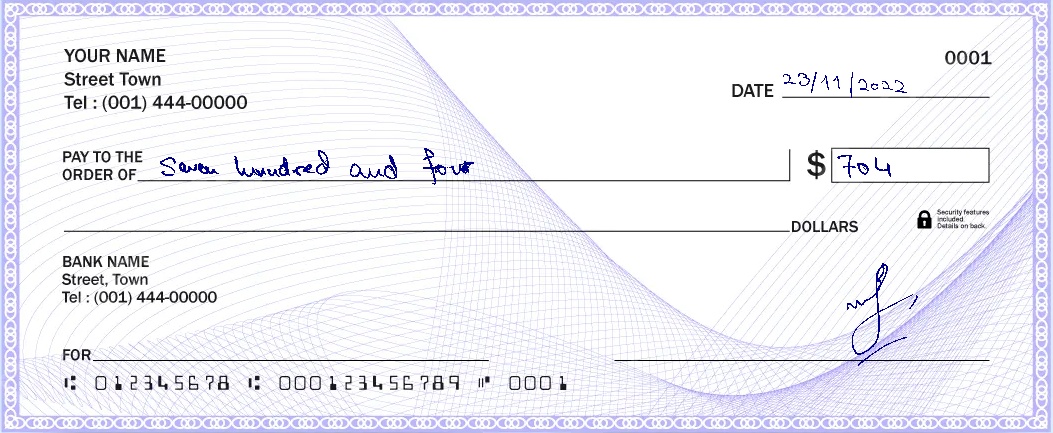 YOUR NAME
0001
Street Town
DATE 23/11/2022
Tel : (001) 444-00000
PAY TO THE
ORDER OF Seven hundred and four
$ 704
DOLLARS
Security features
included.
Details on back.
BANK NAME
Street, Town
Tel : (001) 444-00000
FOR
⑆ 012345678 ⑆ 000123456789 ⑈ 0001